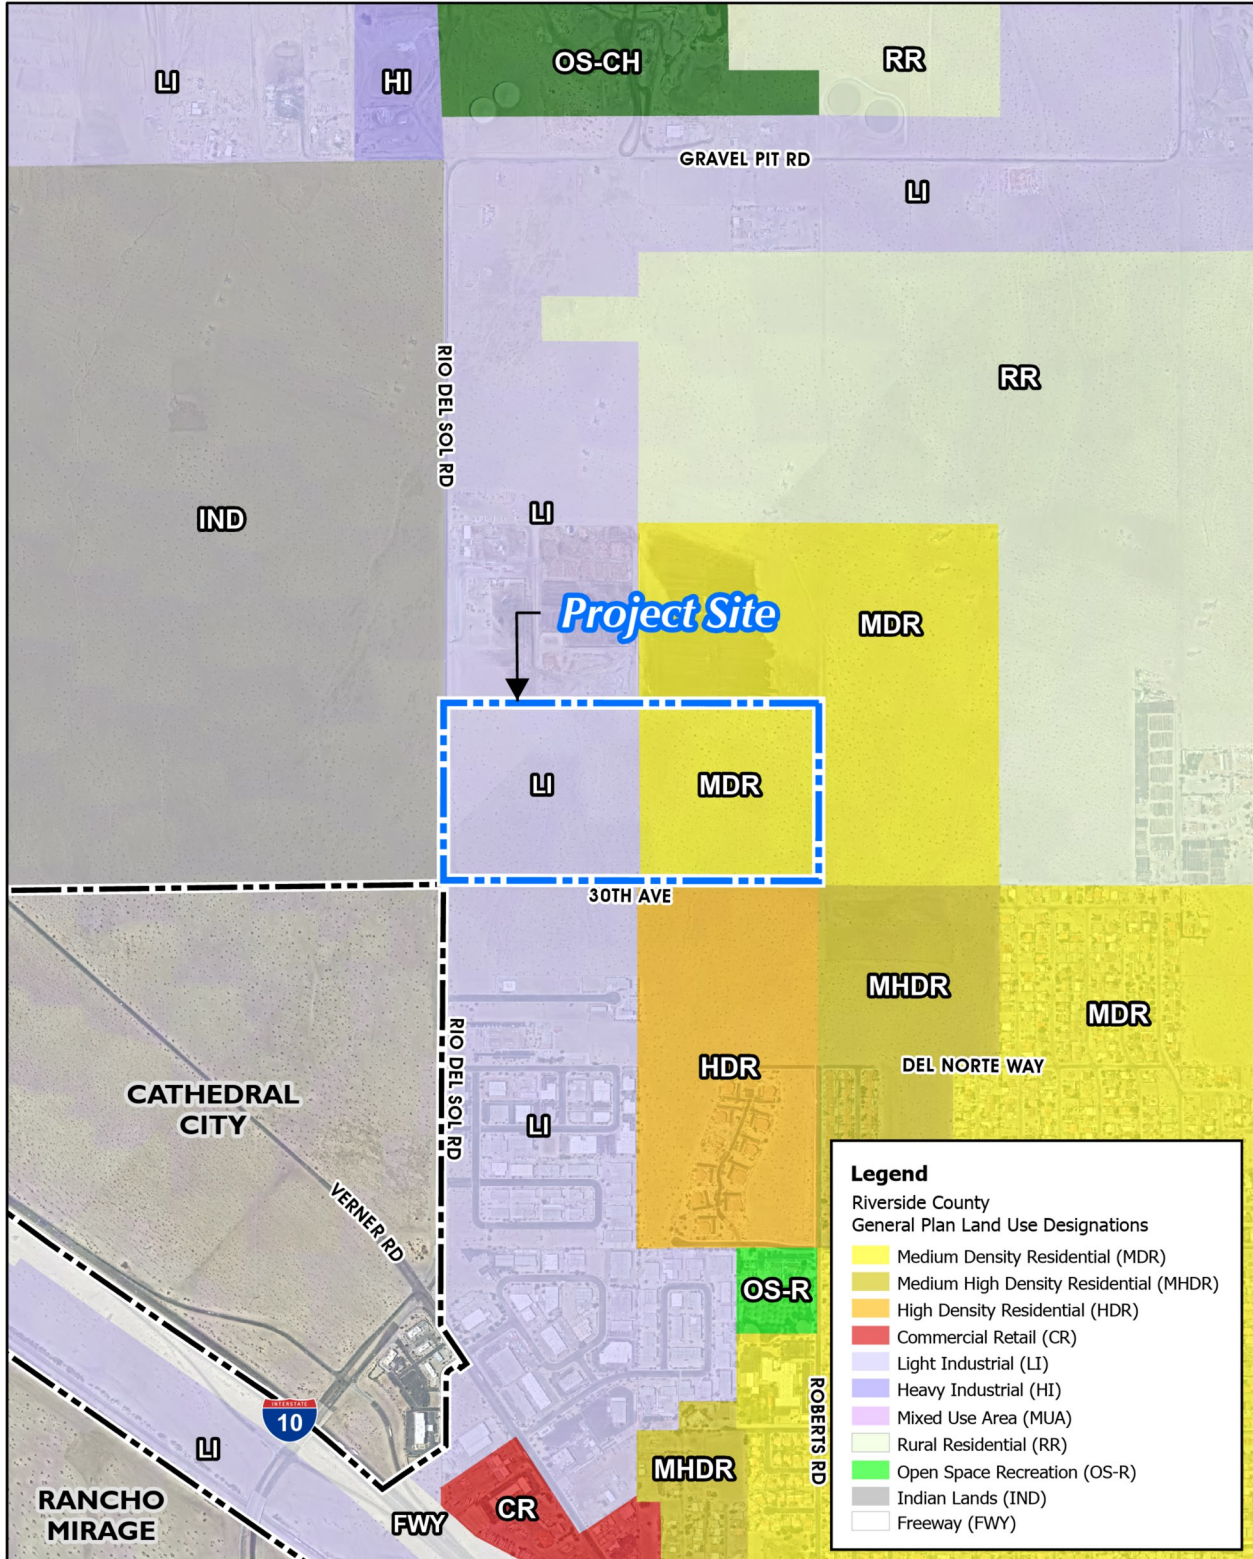 LI
HI
OS-CH
RR
GRAVEL PIT RD
LI
RIO DEL SOL RD
RR
IND
LI
Project Site
MDR
LI
MDR
30TH AVE
MHDR
MDR
HDR
DEL NORTE WAY
RIO DEL SOL RD
CATHEDRAL
CITY
LI
VERNER RD
OS-R
ROBERTS RD
INTERSTATE
10
LI
MHDR
CR
FWY
RANCHO
MIRAGE
Legend
Riverside County
General Plan Land Use Designations
Medium Density Residential (MDR)
Medium High Density Residential (MHDR)
High Density Residential (HDR)
Commercial Retail (CR)
Light Industrial (LI)
Heavy Industrial (HI)
Mixed Use Area (MUA)
Rural Residential (RR)
Open Space Recreation (OS-R)
Indian Lands (IND)
Freeway (FWY)